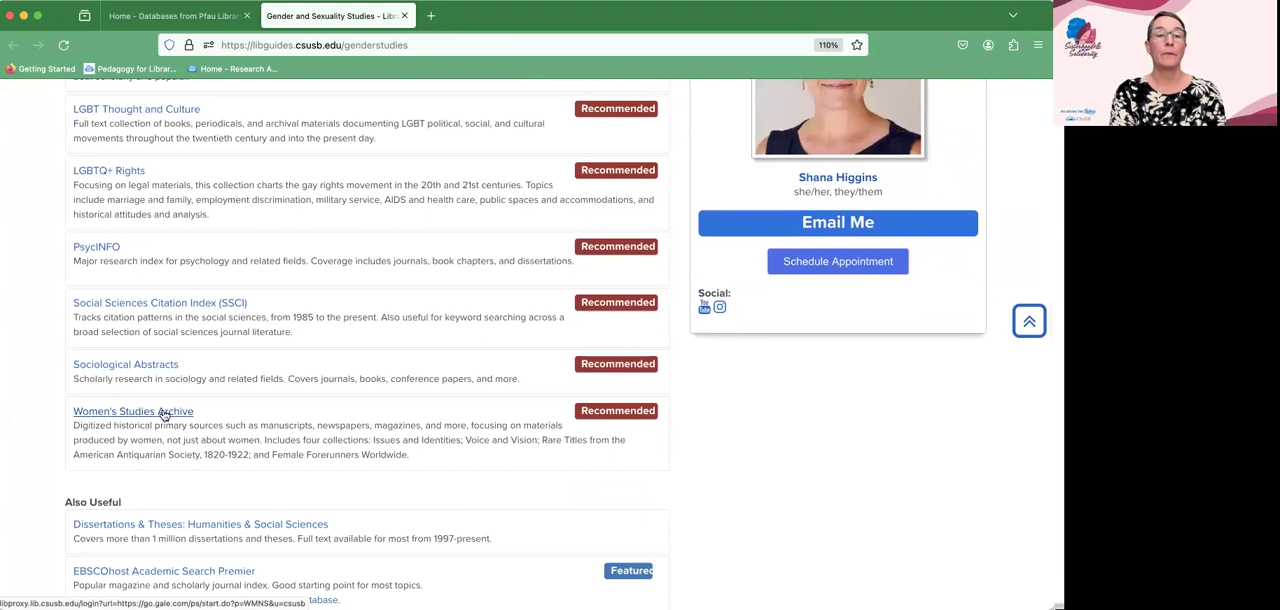 Home - Databases from Pfau Libra
Gender and Sexuality Studies - Libr
https://libguides.csusb.edu/genderstudies
110%
Getting Started
Pedagogy for Librar...
Home - Research A...
LGBT Thought and Culture
Recommended
Full text collection of books, periodicals, and archival materials documenting LGBT political, social, and cultural
movements throughout the twentieth century and into the present day.
LGBTQ+ Rights
Recommended
Focusing on legal materials, this collection charts the gay rights movement in the 20th and 21st centuries. Topics
include marriage and family, employment discrimination, military service, AIDS and health care, public spaces and accommodations, and
historical attitudes and analysis.
PsycINFO
Recommended
Major research index for psychology and related fields. Coverage includes journals, book chapters, and dissertations.
Social Sciences Citation Index (SSCI)
Recommended
Tracks citation patterns in the social sciences, from 1985 to the present. Also useful for keyword searching across a
broad selection of social sciences journal literature.
Sociological Abstracts
Recommended
Scholarly research in sociology and related fields. Covers journals, books, conference papers, and more.
Women's Studies Archive
Recommended
Digitized historical primary sources such as manuscripts, newspapers, magazines, and more, focusing on materials
produced by women, not just about women. Includes four collections: Issues and Identities; Voice and Vision; Rare Titles from the
American Antiquarian Society, 1820-1922; and Female Forerunners Worldwide.
Also Useful
Dissertations & Theses: Humanities & Social Sciences
Covers more than 1 million dissertations and theses. Full text available for most from 1997-present.
EBSCOhost Academic Search Premier
Featured
Popular magazine and scholarly journal index. Good starting point for most topics.
tabase.
libproxy.lib.csusb.edu/login?url=https://go.gale.com/ps/start.do?p=WMNS&u=csusb
Shana Higgins
she/her, they/them
Email Me
Schedule Appointment
Social:
You
Tube
Sisterhood &
Solidarity
CSUSB